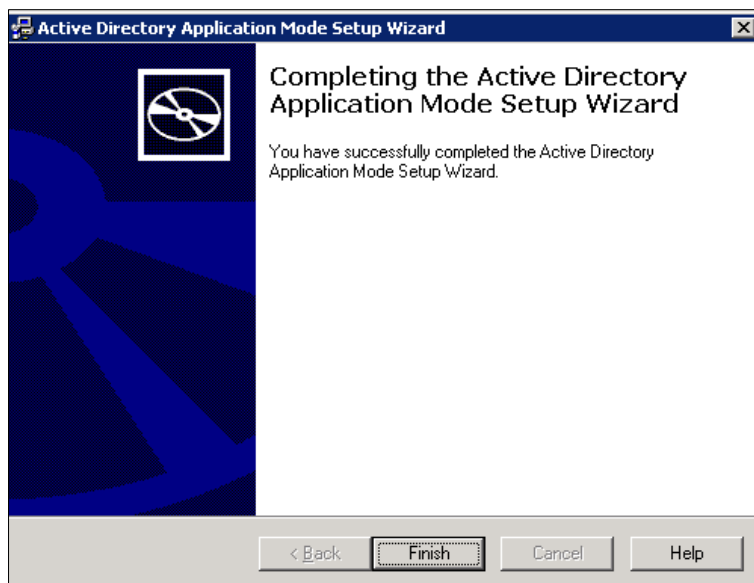 Active Directory Application Mode Setup Wizard
Completing the Active Directory
Application Mode Setup Wizard
You have successfully completed the Active Directory
Application Mode Setup Wizard.
< Back
Finish
Cancel
Help